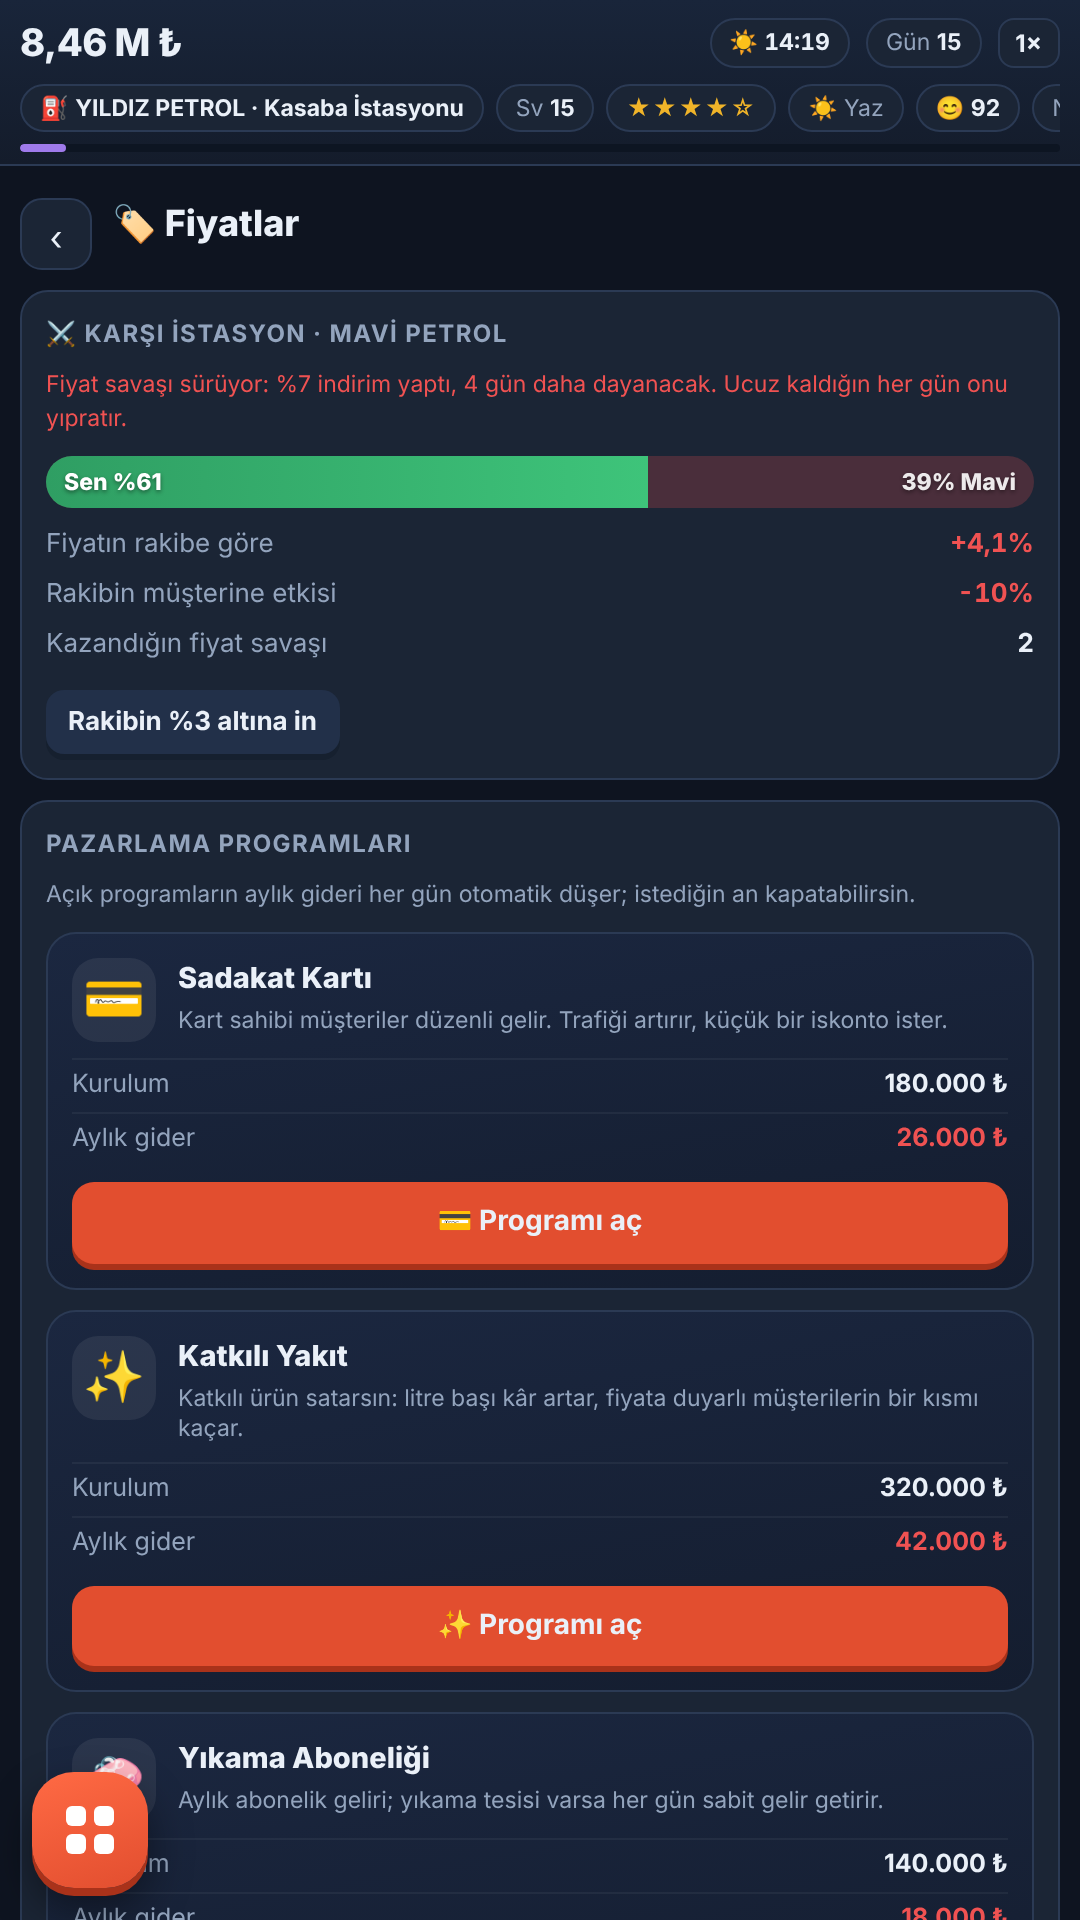 8,46 M ₺
☀️ 14:19
Gün 15
1×
⛽ YILDIZ PETROL · Kasaba İstasyonu
Sv 15
★★★★☆
☀️ Yaz
😊 92
‹
🏷️ Fiyatlar
⚔️ KARŞI İSTASYON · MAVİ PETROL
Fiyat savaşı sürüyor: %7 indirim yaptı, 4 gün daha dayanacak. Ucuz kaldığın her gün onu
yıpratır.
Sen %61
39% Mavi
Fiyatın rakibe göre
+4,1%
Rakibin müşterine etkisi
-10%
Kazandığın fiyat savaşı
2
Rakibin %3 altına in
PAZARLAMA PROGRAMLARI
Açık programların aylık gideri her gün otomatik düşer; istediğin an kapatabilirsin.
Sadakat Kartı
Kart sahibi müşteriler düzenli gelir. Trafiği artırır, küçük bir iskonto ister.
Kurulum
180.000 ₺
Aylık gider
26.000 ₺
💳 Programı aç
Katkılı Yakıt
Katkılı ürün satarsın: litre başı kâr artar, fiyata duyarlı müşterilerin bir kısmı
kaçar.
Kurulum
320.000 ₺
Aylık gider
42.000 ₺
✨ Programı aç
Yıkama Aboneliği
Aylık abonelik geliri; yıkama tesisi varsa her gün sabit gelir getirir.
140.000 ₺
Aylık gider
18.000 ₺